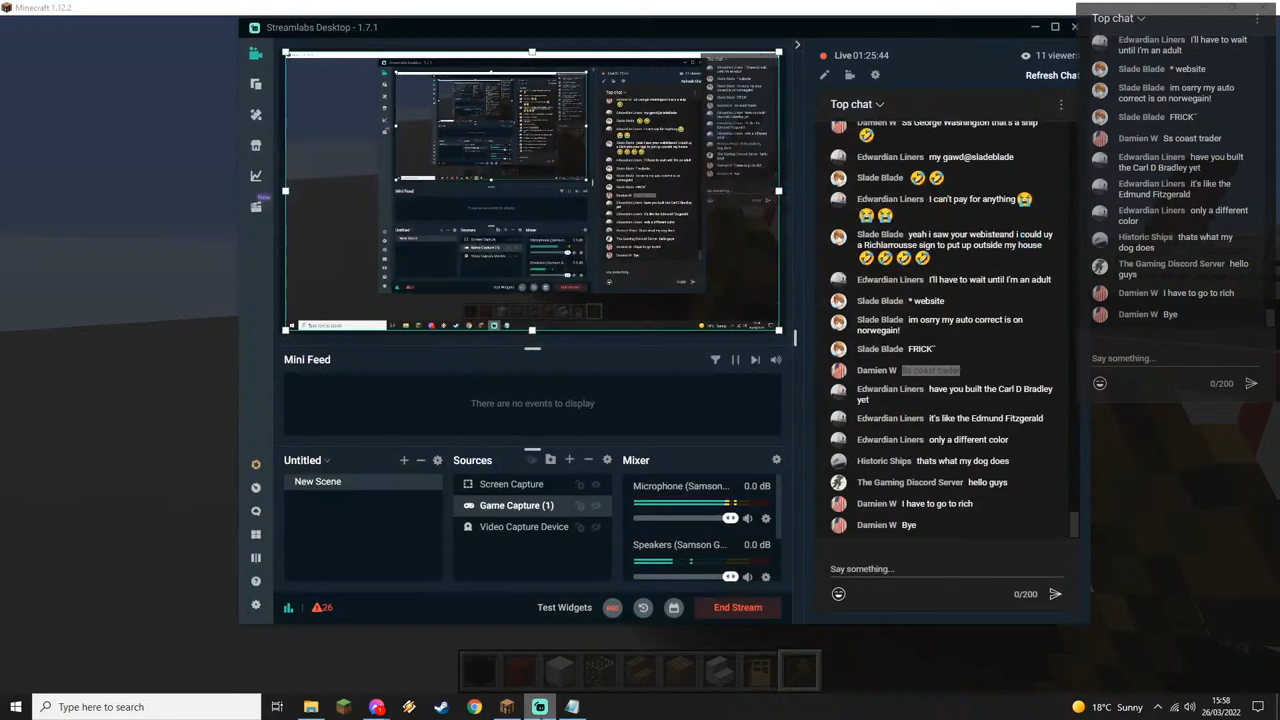 Minecraft 1.12.2
Streamlabs Desktop - 1.7.1
Live 01:25:44
11 viewer
Refresh Cha
Top chat
Ss George Washington that's a ship
🤣
Edwardian Liners my gawd@sladeblade
Slade Blade 🤣 🤣
Edwardian Liners I can't pay for anything😭
😭😭
Slade Blade yeah i saw your webisteand i could uy
a Richlarrousse sign to put up outside my house
🤣🤣🤣🤣
Edwardian Liners I'll have to wait until I'm an adult
Slade Blade * website
Slade Blade im osrry my auto correct is on
norwegain!
Slade Blade FRICK¨
Damien W Ss coast trader
Edwardian Liners have you built the Carl D Bradley
yet
Edwardian Liners it's like the Edmund Fitzgerald
Edwardian Liners only a different color
Historic Ships thats what my dog does
The Gaming Discord Server hello guys
Damien W I have to go to rich
Damien W Bye
Say something...
0/200
Top chat
Edwardian Liners I'll have to wait
until I'm an adult
Slade Blade * website
Slade Blade im osrry my auto
correct is on norwegain!
Slade Blade FRICK¨
Damien W Ss coast trader
Edwardian Liners have you built
the Carl D Bradley yet
Edwardian Liners it's like the
Edmund Fitzgerald
Edwardian Liners only a different
color
Historic Ships thats what my
dog does
The Gaming Discord Server hello
guys
Damien W I have to go to rich
Damien W Bye
Say something...
0/200
New
Mini Feed
There are no events to display
Untitled
New Scene
Sources
Screen Capture
Game Capture (1)
Video Capture Device
Mixer
Microphone (Samson... 0.0 dB
Speakers (Samson G... 0.0 dB
26
Test Widgets
REC
End Stream
Type here to search
18°C Sunny
15:58
26/03/2022